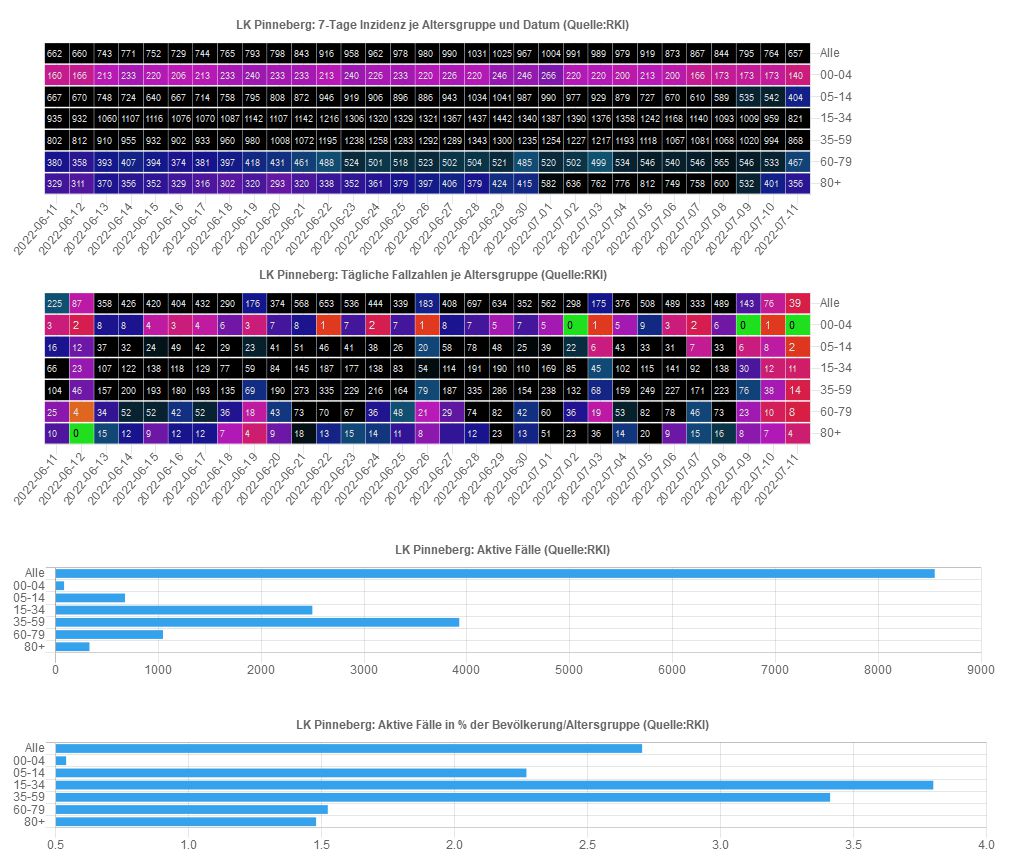 LK Pinneberg: 7-Tage Inzidenz je Altersgruppe und Datum (Quelle:RKI)
662 660 743 771 752 729 744 765 793 798 843 916 958 962 978 980 990 1031 1025 967 1004 991 989 979 919 873 867 844 795 764 657 Alle
160 166 213 233 220 206 213 233 240 233 213 233 240 226 233 220 226 220 246 246 266 220 220 220 213 200 166 173 173 173 140 00-04
667 670 748 724 640 667 714 758 795 808 872 946 919 906 896 886 943 1034 1041 987 990 977 929 879 727 670 610 589 535 542 404 05-14
935 932 1060 1107 1116 1076 1070 1087 1142 1107 1142 1216 1306 1320 1329 1321 1367 1437 1442 1340 1387 1390 1376 1358 1242 1168 1140 1093 1009 959 821 15-34
802 812 910 955 932 902 933 960 980 1008 1072 1195 1238 1258 1283 1292 1289 1343 1300 1235 1254 1227 1217 1193 1118 1067 1081 1068 1020 994 868 35-59
380 358 393 407 394 374 381 397 418 431 461 488 524 501 518 523 502 504 521 485 520 502 499 534 546 540 546 565 546 533 467 60-79
329 311 370 356 352 329 316 302 320 293 320 338 352 361 379 397 406 379 424 415 582 636 762 776 812 749 758 600 532 401 356 80+
2022-06-11 2022-06-12 2022-06-13 2022-06-14 2022-06-15 2022-06-16 2022-06-17 2022-06-18 2022-06-19 2022-06-20 2022-06-21 2022-06-22 2022-06-23 2022-06-24 2022-06-25 2022-06-26 2022-06-27 2022-06-28 2022-06-29 2022-06-30 2022-07-01 2022-07-02 2022-07-03 2022-07-04 2022-07-05 2022-07-06 2022-07-07 2022-07-08 2022-07-09 2022-07-10 2022-07-11
LK Pinneberg: Tägliche Fallzahlen je Altersgruppe (Quelle:RKI)
225 87 358 426 420 404 432 290 176 374 568 653 536 444 339 183 408 697 634 352 562 298 175 376 508 489 333 489 143 76 39 Alle
3 2 8 8 4 3 4 6 3 7 8 1 7 2 7 1 8 7 5 7 5 0 1 5 9 3 2 6 0 1 0 00-04
16 12 37 32 24 49 42 29 23 41 51 46 41 38 26 20 58 78 48 25 39 22 6 43 33 31 7 33 6 8 2 05-14
66 23 107 122 138 118 129 77 59 84 145 187 177 138 83 54 114 191 190 110 169 85 45 102 115 141 92 138 30 12 11 15-34
104 46 157 200 193 180 193 135 69 190 273 335 229 216 164 79 187 335 286 154 238 132 68 159 249 227 171 223 76 38 14 35-59
25 4 34 52 52 42 52 36 18 43 73 70 67 36 48 21 29 74 82 42 60 36 19 53 82 78 46 73 23 10 8 60-79
10 0 15 12 9 12 12 7 4 9 18 13 15 14 11 8 12 12 23 13 51 23 36 14 20 9 15 16 8 7 4 80+
2022-06-11 2022-06-12 2022-06-13 2022-06-14 2022-06-15 2022-06-16 2022-06-17 2022-06-18 2022-06-19 2022-06-20 2022-06-21 2022-06-22 2022-06-23 2022-06-24 2022-06-25 2022-06-26 2022-06-27 2022-06-28 2022-06-29 2022-06-30 2022-07-01 2022-07-02 2022-07-03 2022-07-04 2022-07-05 2022-07-06 2022-07-07 2022-07-08 2022-07-09 2022-07-10 2022-07-11
LK Pinneberg: Aktive Fälle (Quelle:RKI)
Alle
00-04
05-14
15-34
35-59
60-79
80+
0 1000 2000 3000 4000 5000 6000 7000 8000 9000
LK Pinneberg: Aktive Fälle in % der Bevölkerung/Altersgruppe (Quelle:RKI)
Alle
00-04
05-14
15-34
35-59
60-79
80+
0.5 1.0 1.5 2.0 2.5 3.0 3.5 4.0